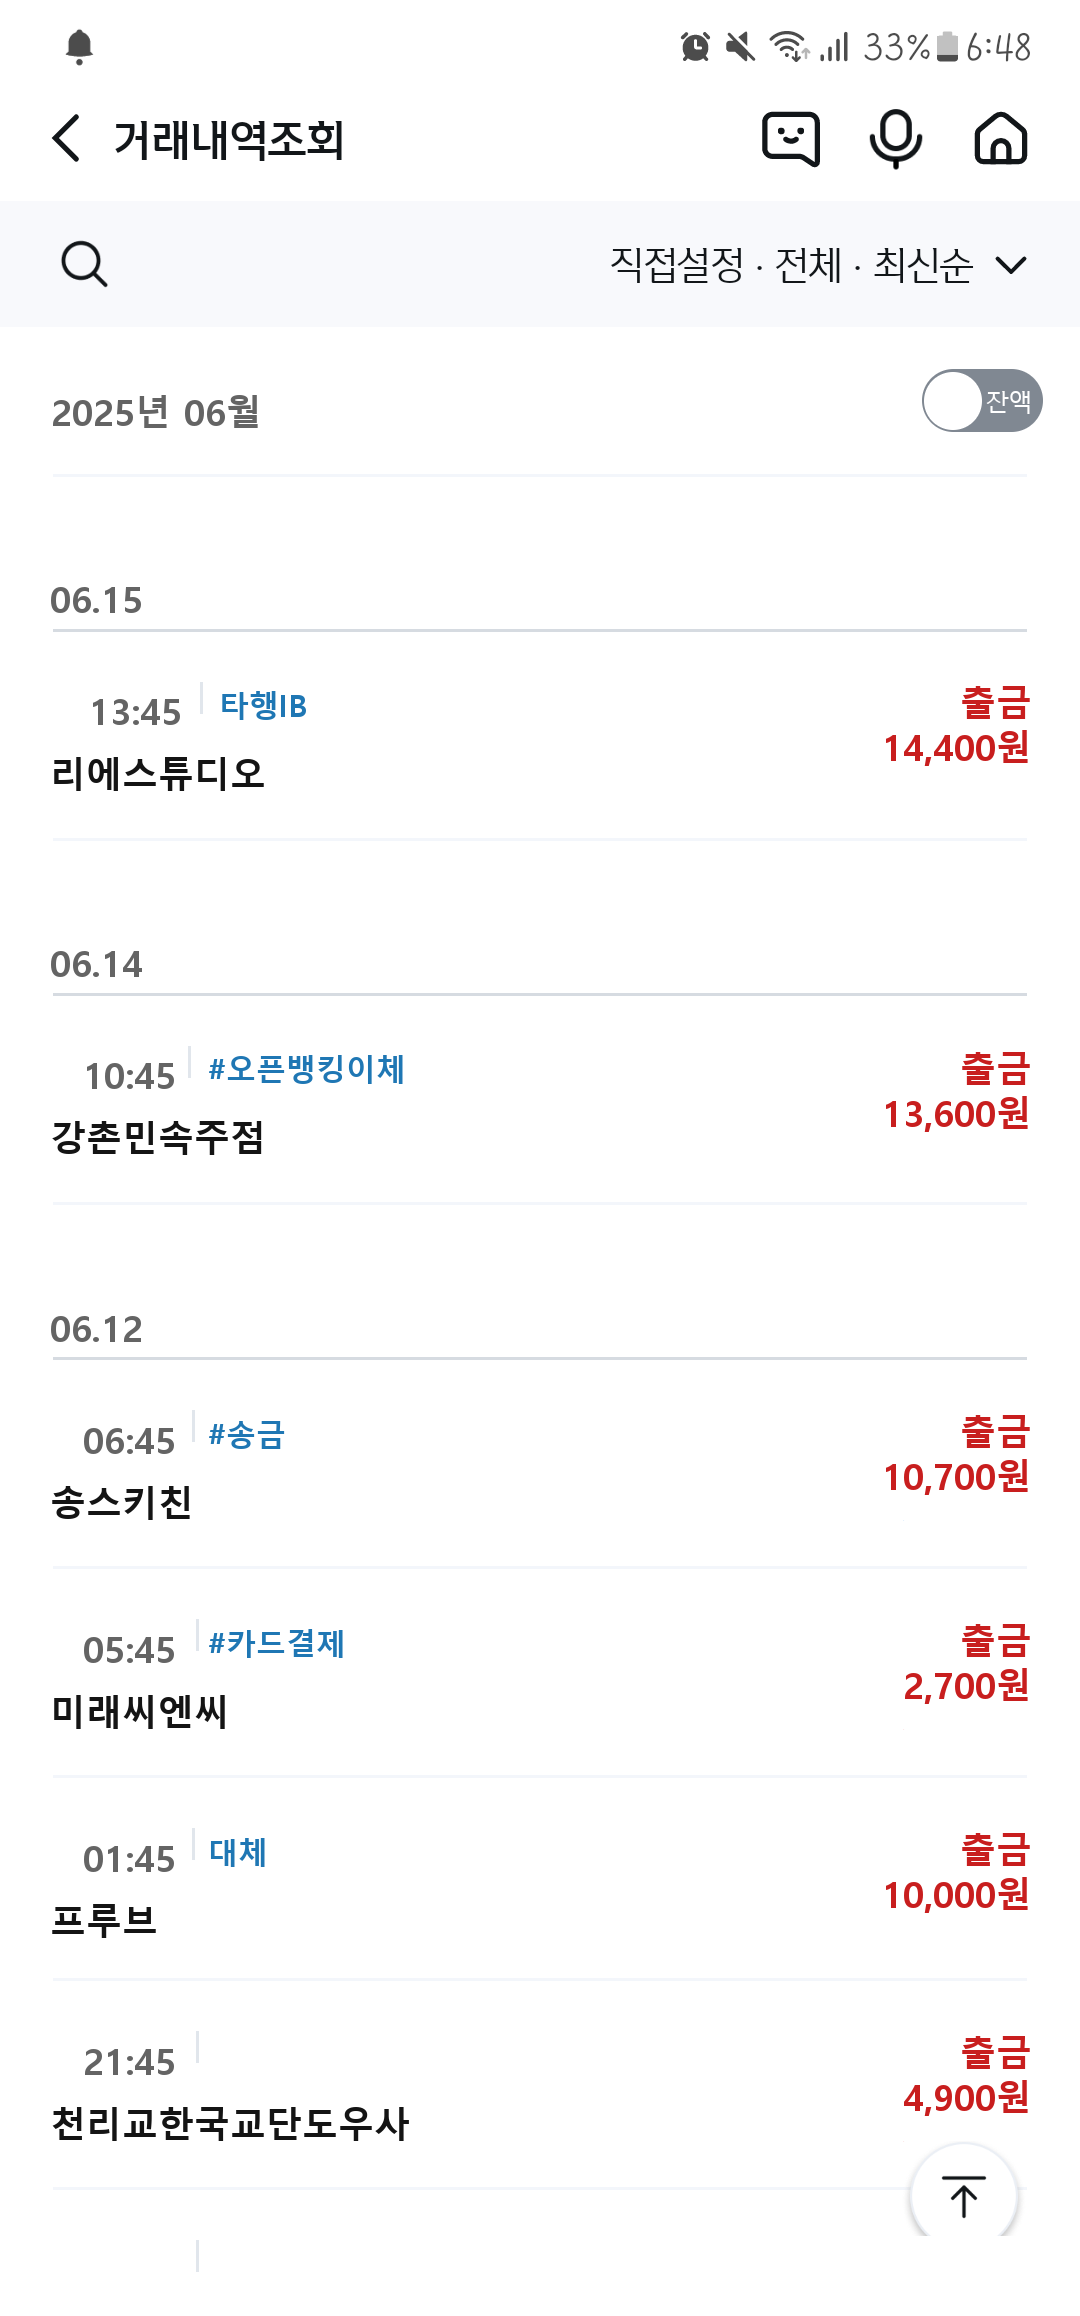 33% 6:48
거래내역조회
직접설정 · 전체 · 최신순
2025년 06월
잔액
06.15
13:45 타행IB
출금
14,400원
리에스튜디오
06.14
10:45 #오픈뱅킹이체
출금
13,600원
강촌민속주점
06.12
06:45 #송금
출금
10,700원
송스키친
05:45 #카드결제
출금
2,700원
미래씨엔씨
01:45 대체
출금
10,000원
프루브
21:45
출금
4,900원
천리교한국교단도우사